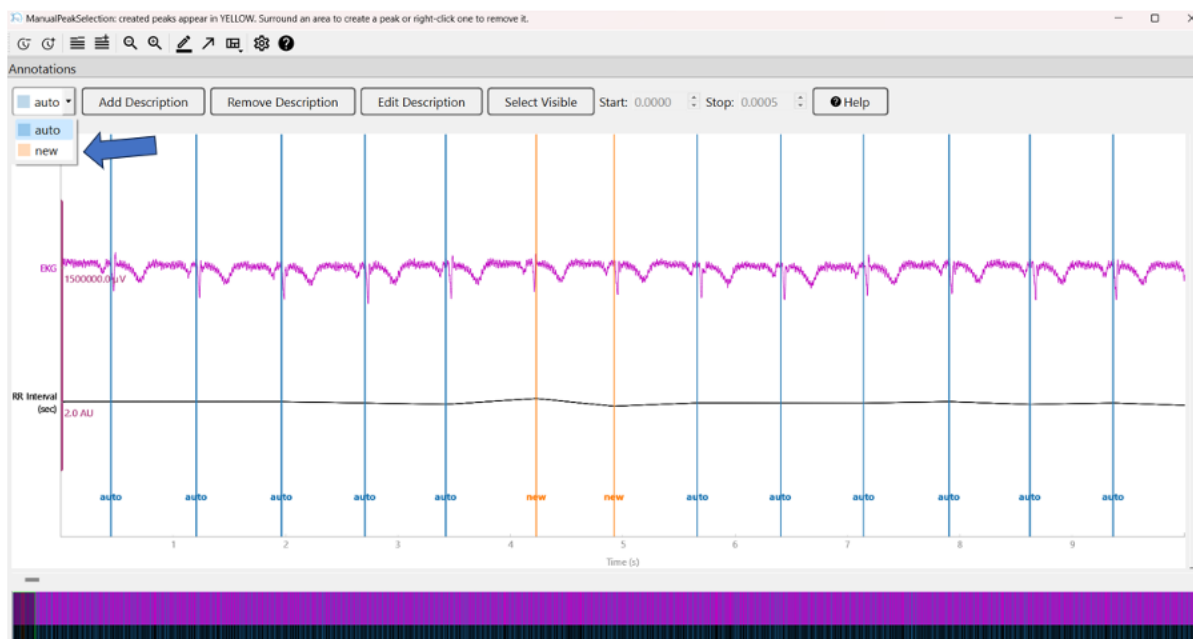 ManualPeakSelection: created peaks appear in YELLOW. Surround an area to create a peak or right-click one to remove it.
Annotations
auto Add Description Remove Description Edit Description Select Visible Start: 0.0000 Stop: 0.0005 Help
auto
new
EKG
1500000.0 µV
RR Interval
(sec)
2.0 AU
auto auto auto auto auto new new auto auto auto auto auto auto
1 2 3 4 5 6 7 8 9
Time (s)